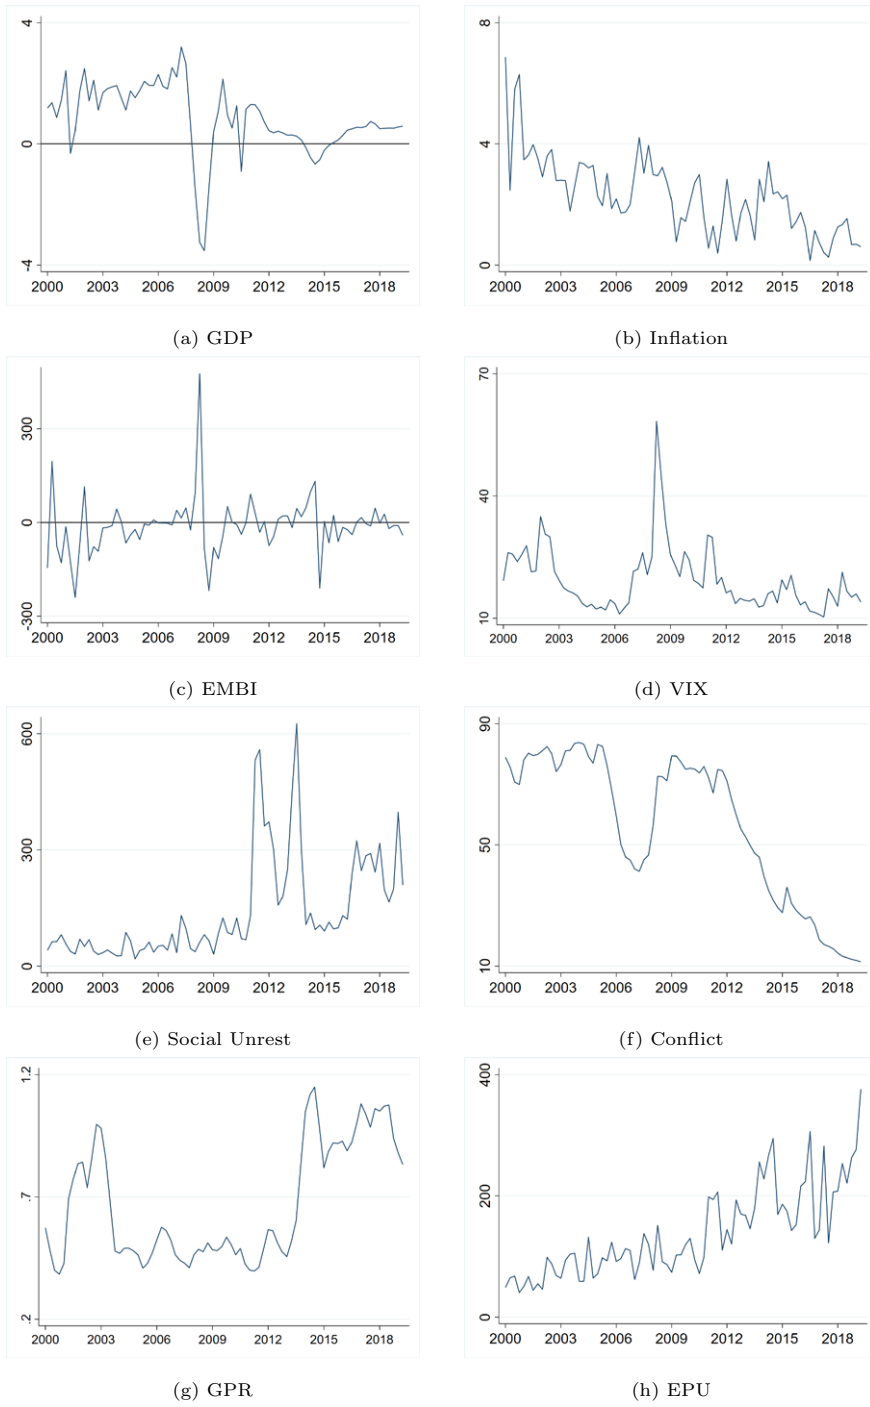 4
0
-4
2000 2003 2006 2009 2012 2015 2018
(a) GDP
8
4
0
2000 2003 2006 2009 2012 2015 2018
(b) Inflation
300
0
-300
2000 2003 2006 2009 2012 2015 2018
(c) EMBI
70
40
10
2000 2003 2006 2009 2012 2015 2018
(d) VIX
600
300
0
2000 2003 2006 2009 2012 2015 2018
(e) Social Unrest
90
50
10
2000 2003 2006 2009 2012 2015 2018
(f) Conflict
1.2
.7
.2
2000 2003 2006 2009 2012 2015 2018
(g) GPR
400
200
0
2000 2003 2006 2009 2012 2015 2018
(h) EPU